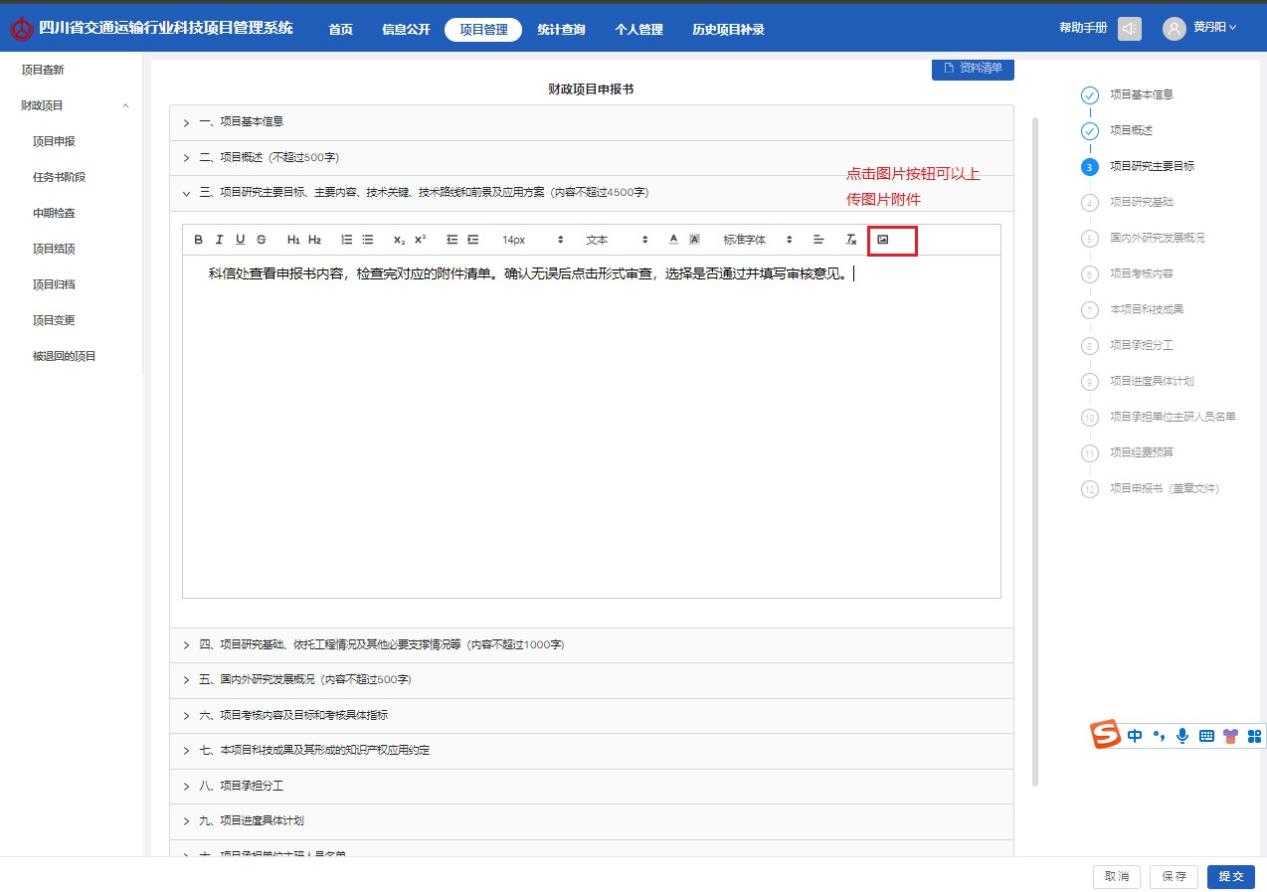 四川省交通运输行业科技项目管理系统
首页
信息公开
项目管理
统计查询
个人管理
历史项目补录
帮助手册
黄丹阳
项目查新
财政项目
项目申报
任务书阶段
中期检查
项目结项
项目归档
项目变更
被退回的项目
资料清单
财政项目申报书
一、项目基本信息
二、项目概述（不超过500字）
三、项目研究主要目标、主要内容、技术关键、技术路线和前景及应用方案（内容不超过4500字）
点击图片按钮可以上
传图片附件
B I U S H1 H2 X₂ X² 14px 文本 A A 标准字体 Tx
科信处查看申报书内容，检查完对应的附件清单。确认无误后点击形式审查，选择是否通过并填写审核意见。
四、项目研究基础、依托工程情况及其他必要支撑情况等（内容不超过1000字）
五、国内外研究发展概况（内容不超过500字）
六、项目考核内容及目标和考核具体指标
七、本项目科技成果及其形成的知识产权应用约定
八、项目承担分工
九、项目进度具体计划
十、项目承担单位主研人员名单
项目基本信息
项目概述
3 项目研究主要目标
4 项目研究基础
5 国内外研究发展概况
6 项目考核内容
7 本项目科技成果
8 项目承担分工
9 项目进度具体计划
10 项目承担单位主研人员名单
11 项目经费预算
12 项目申报书（盖章文件）
S 中
取消
保存
提交